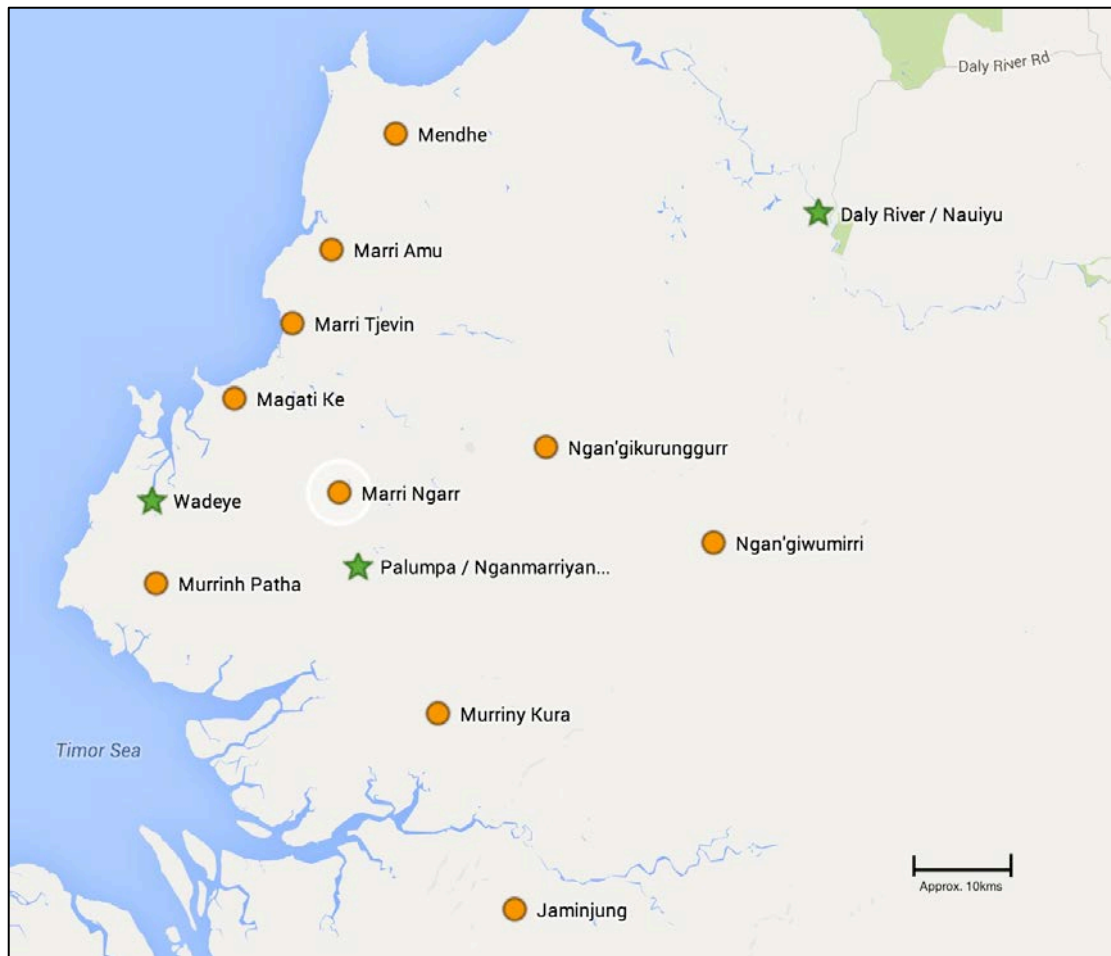 Daly River Rd
Mendhe
Daly River / Nauiyu
Marri Amu
Marri Tjevin
Magati Ke
Ngan'gikurunggurr
Marri Ngarr
Wadeye
Ngan'giwumirri
Palumpa / Nganmarriyan...
Murrinh Patha
Murriny Kura
Timor Sea
Approx. 10kms
Jaminjung